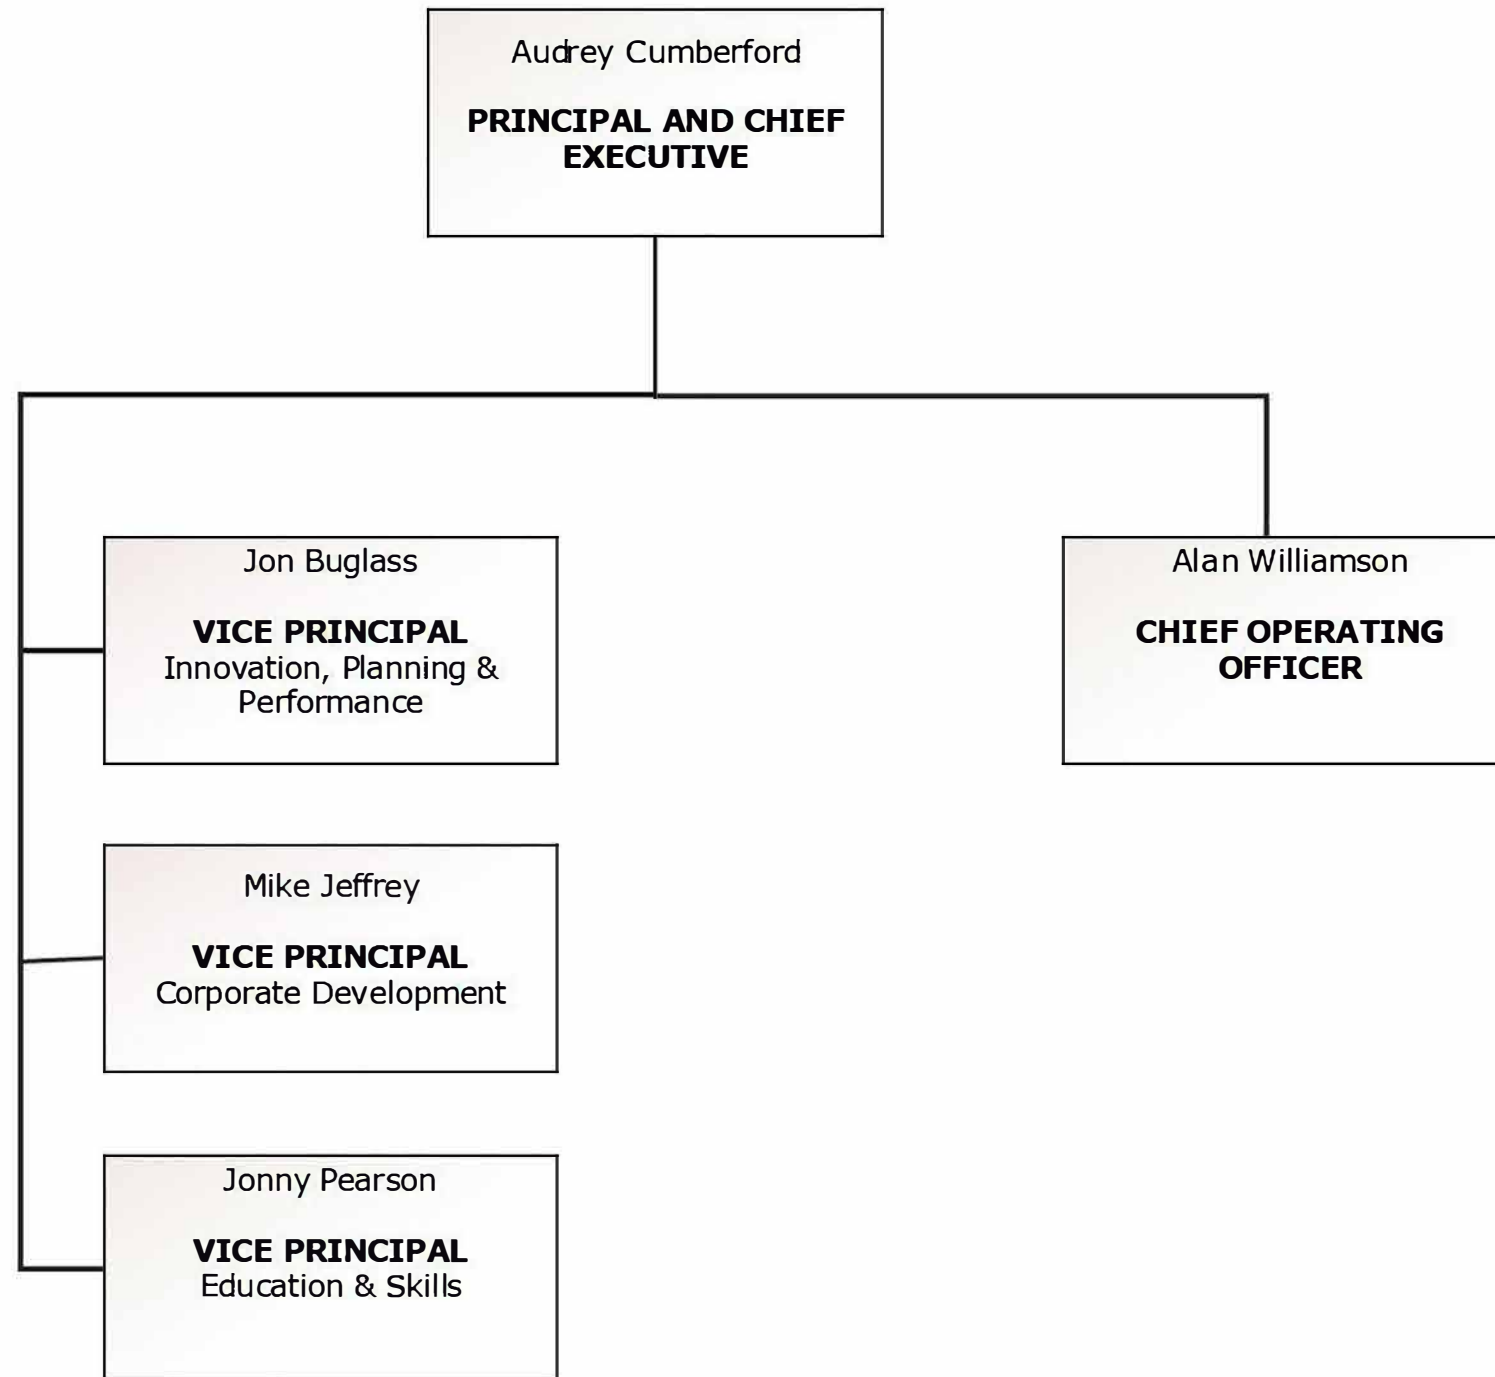 Audrey Cumberford
PRINCIPAL AND CHIEF
EXECUTIVE
Jon Buglass
VICE PRINCIPAL
Innovation, Planning &
Performance
Alan Williamson
CHIEF OPERATING
OFFICER
Mike Jeffrey
VICE PRINCIPAL
Corporate Development
Jonny Pearson
VICE PRINCIPAL
Education & Skills